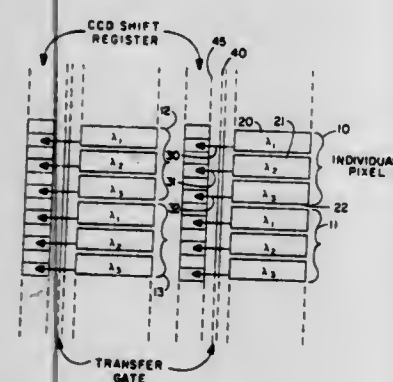 CCD SHIFT
REGISTER
45
40
12
20
21
10
λ1
λ1
30
INDIVIDUAL
PIXEL
λ2
λ2
31
λ3
λ3
32
22
λ1
λ1
11
λ2
λ2
λ3
λ3
13
TRANSFER
GATE